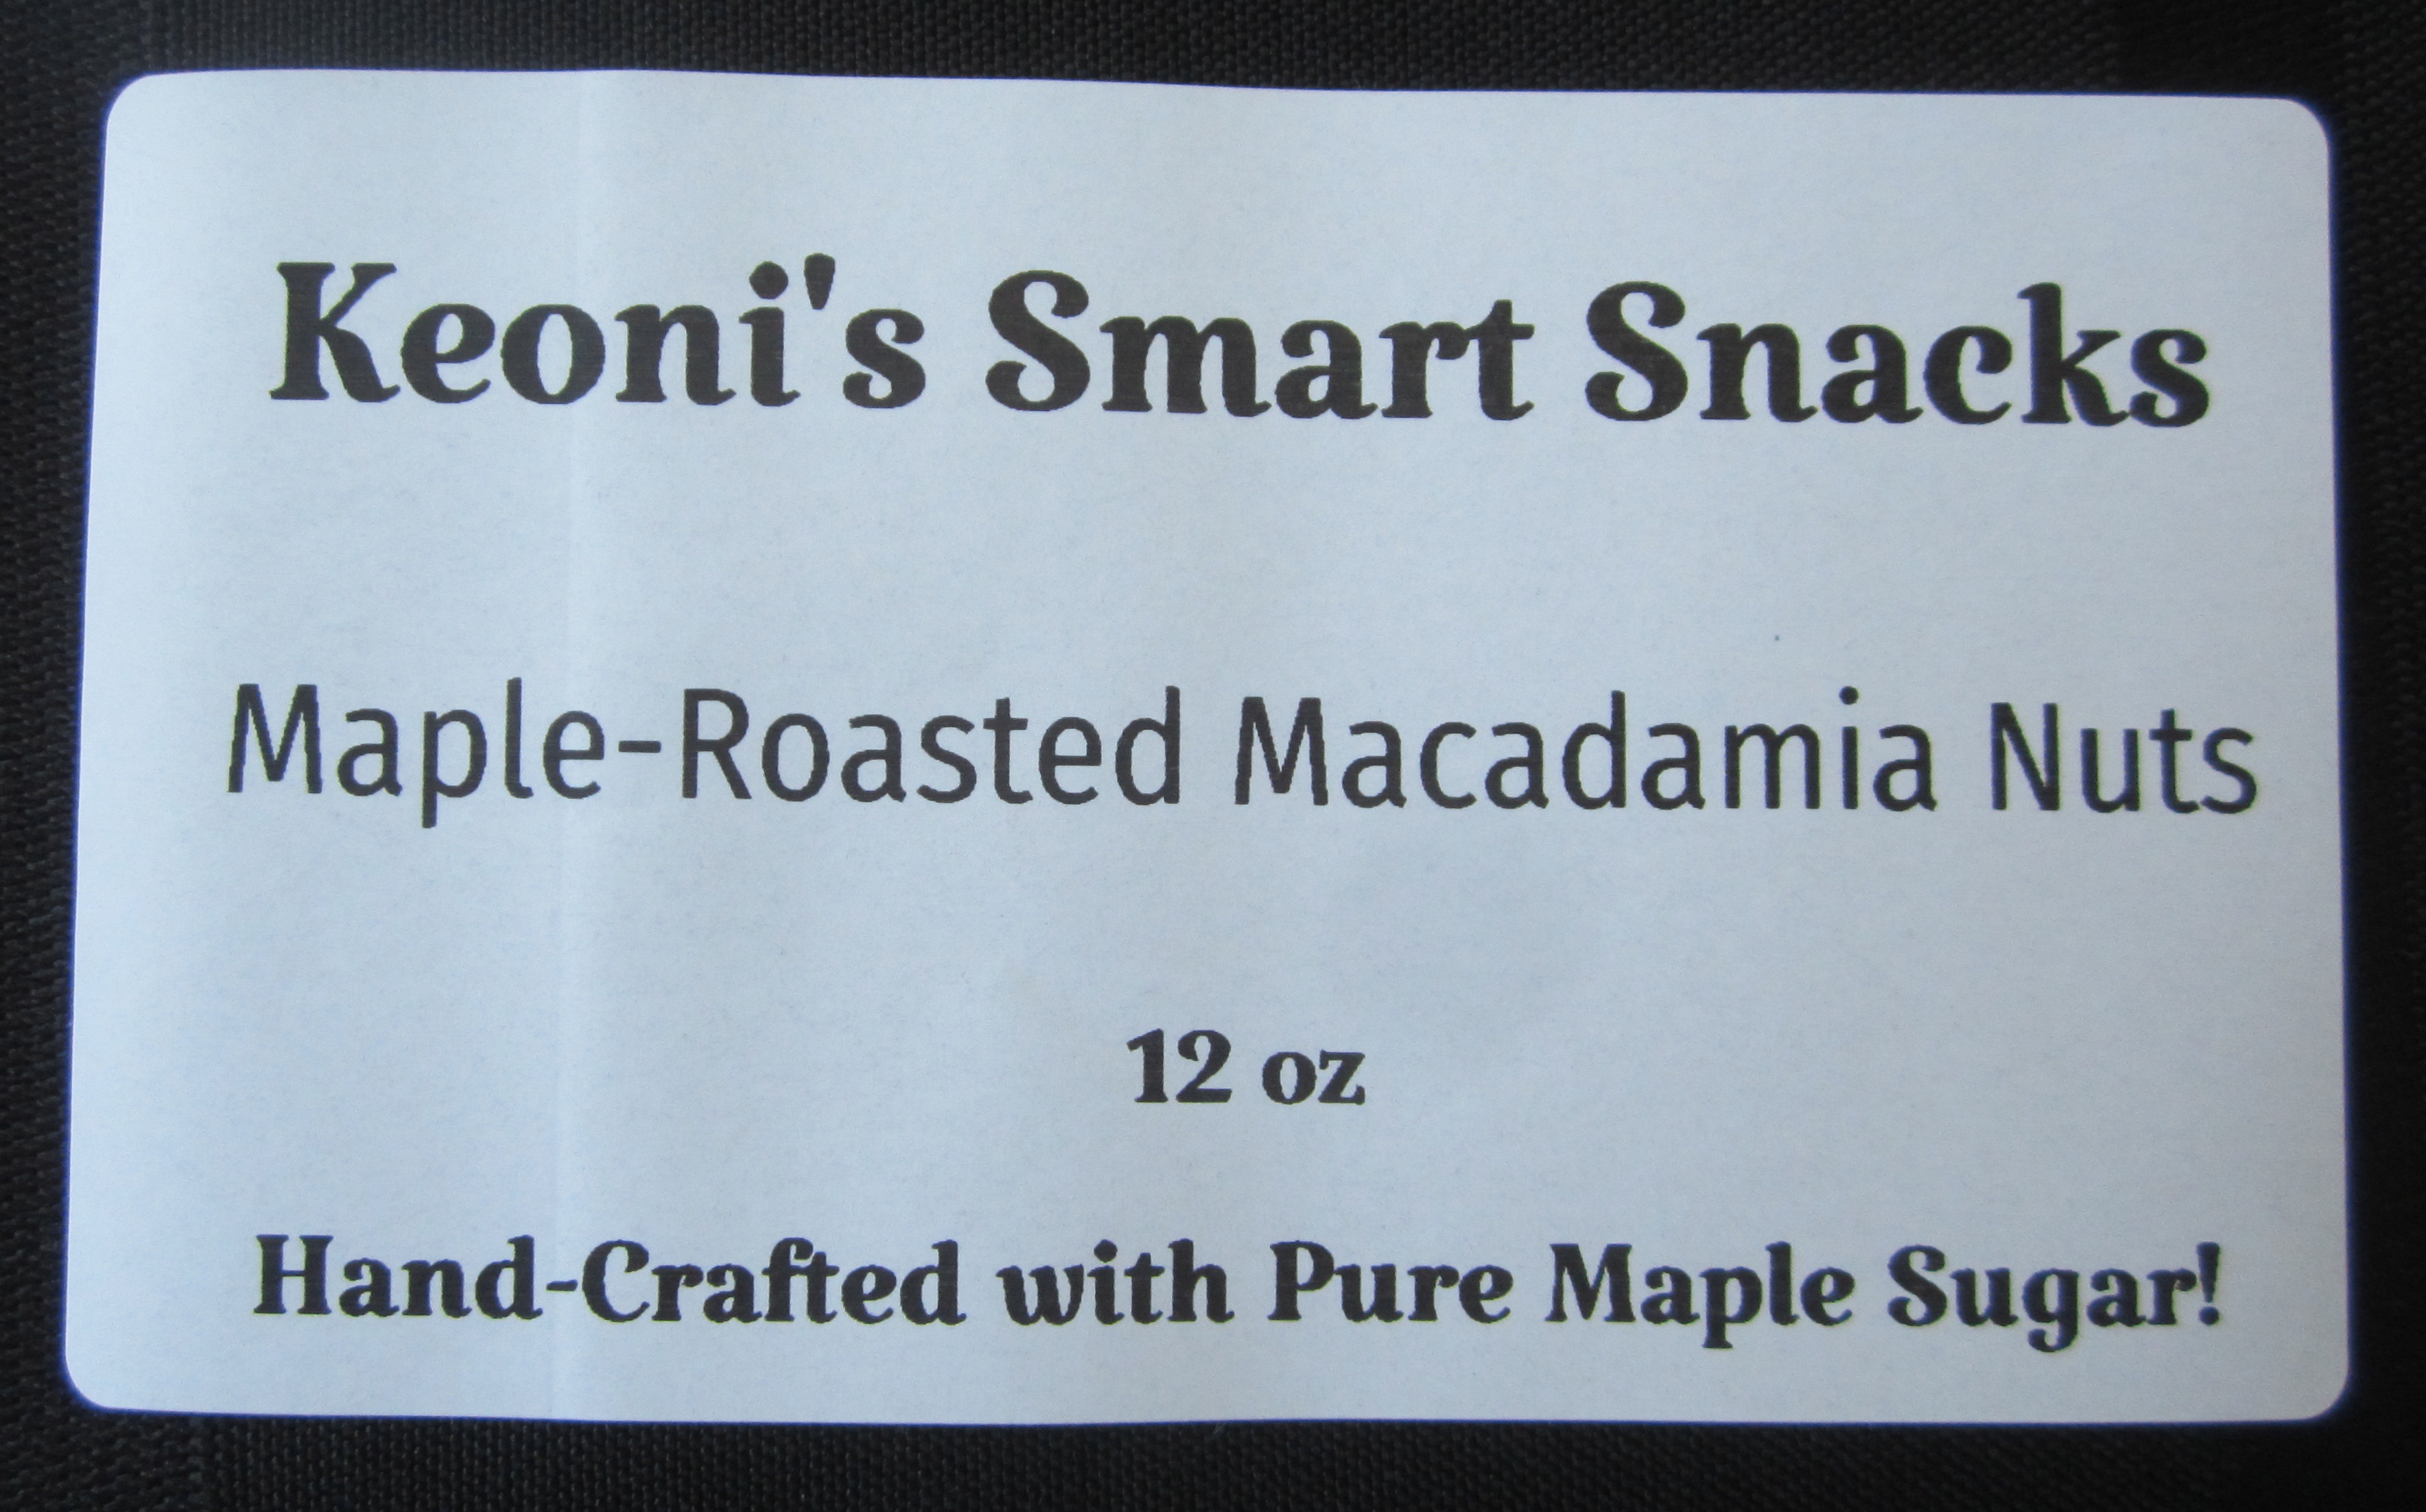 Keoni's Smart Snacks
Maple-Roasted Macadamia Nuts
12 oz
Hand-Crafted with Pure Maple Sugar!